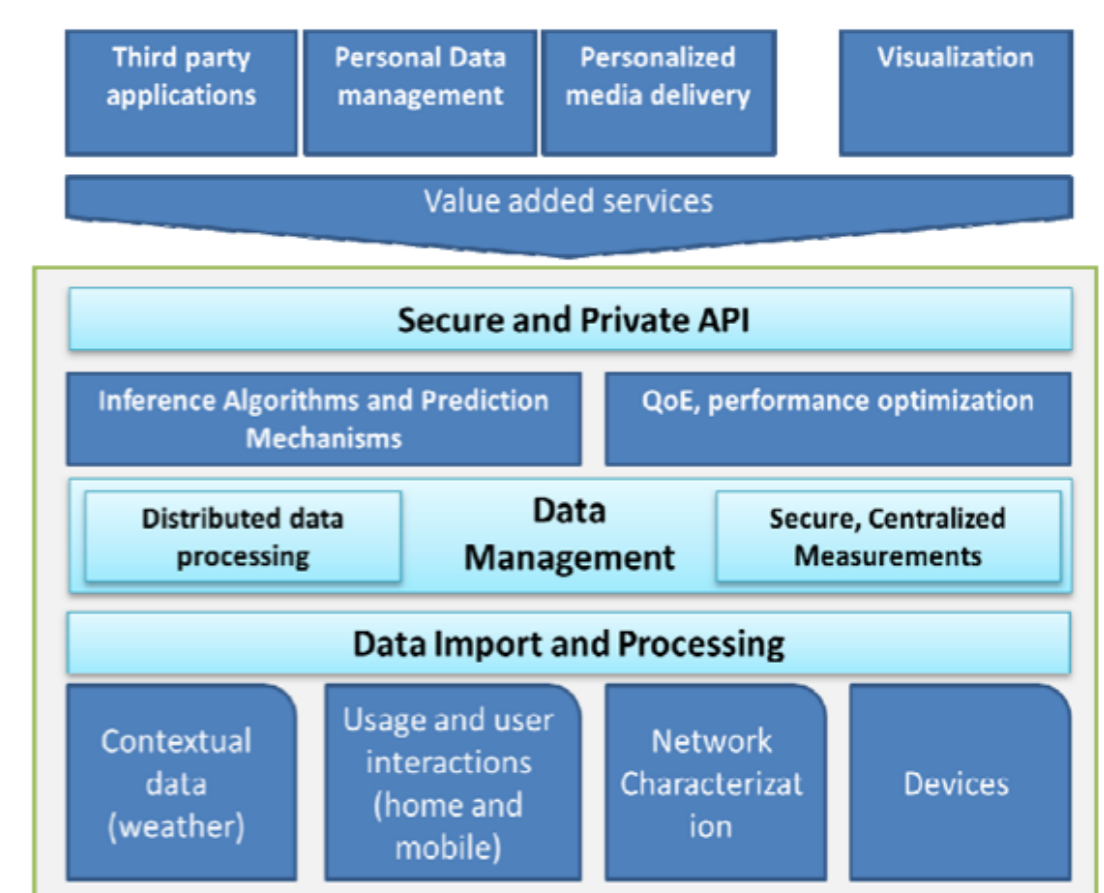 Third party
applications
Personal Data
management
Personalized
media delivery
Visualization
Value added services
Secure and Private API
Inference Algorithms and Prediction
Mechanisms
QoE, performance optimization
Distributed data
processing
Data
Management
Secure, Centralized
Measurements
Data Import and Processing
Contextual
data
(weather)
Usage and user
interactions
(home and
mobile)
Network
Characterizat
ion
Devices